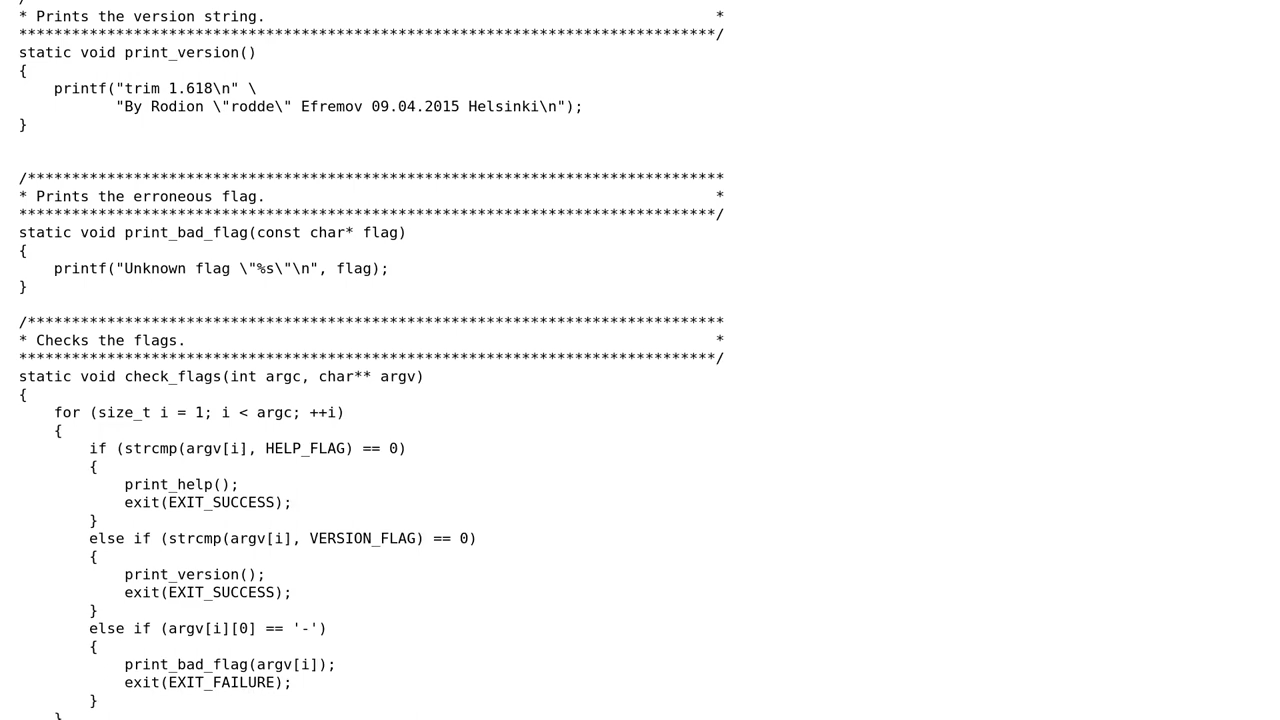 /
* Prints the version string.                                                   *
*******************************************************************************/
static void print_version()
{
    printf("trim 1.618\n" \
           "By Rodion \"rodde\" Efremov 09.04.2015 Helsinki\n");
}
/*******************************************************************************
* Prints the erroneous flag.                                                   *
*******************************************************************************/
static void print_bad_flag(const char* flag)
{
    printf("Unknown flag \"%s\"\n", flag);
}
/*******************************************************************************
* Checks the flags.                                                            *
*******************************************************************************/
static void check_flags(int argc, char** argv)
{
    for (size_t i = 1; i < argc; ++i)
    {
        if (strcmp(argv[i], HELP_FLAG) == 0)
        {
            print_help();
            exit(EXIT_SUCCESS);
        }
        else if (strcmp(argv[i], VERSION_FLAG) == 0)
        {
            print_version();
            exit(EXIT_SUCCESS);
        }
        else if (argv[i][0] == '-')
        {
            print_bad_flag(argv[i]);
            exit(EXIT_FAILURE);
        }
    }